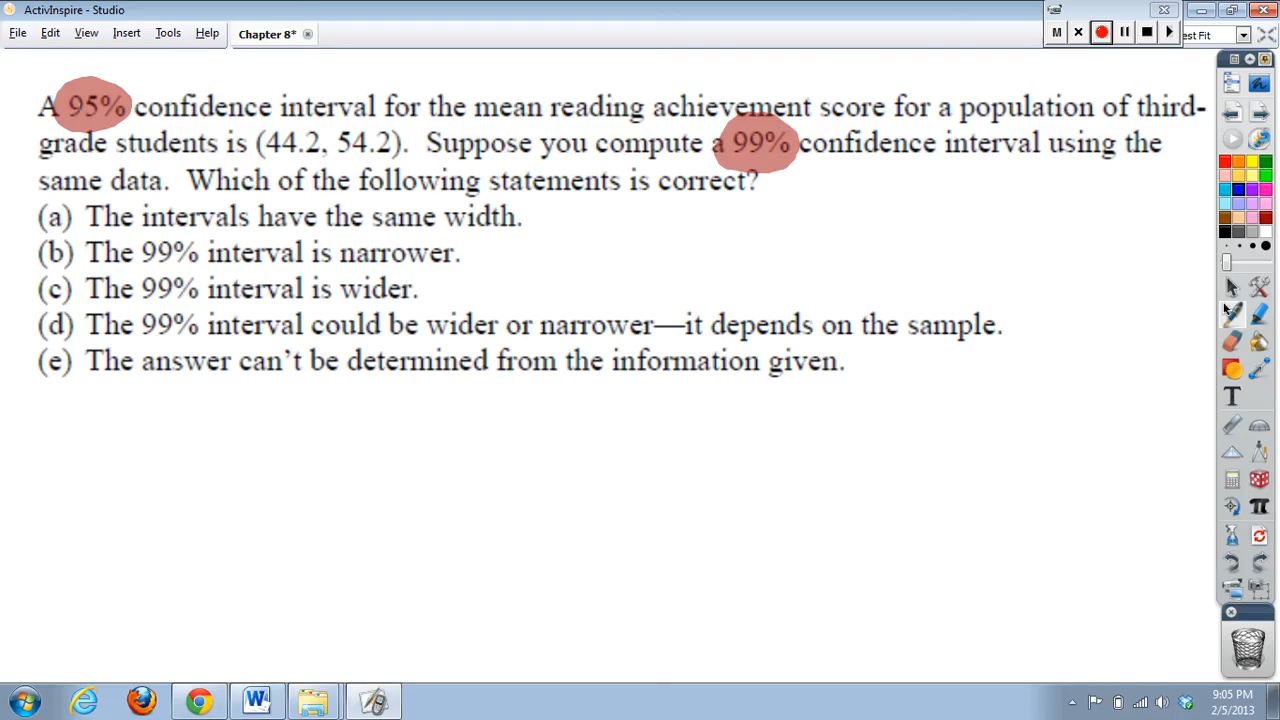 ActivInspire - Studio
File Edit View Insert Tools Help Chapter 8*
M
est Fit
A 95% confidence interval for the mean reading achievement score for a population of third-
grade students is (44.2, 54.2). Suppose you compute a 99% confidence interval using the
same data. Which of the following statements is correct?
(a) The intervals have the same width.
(b) The 99% interval is narrower.
(c) The 99% interval is wider.
(d) The 99% interval could be wider or narrower—it depends on the sample.
(e) The answer can't be determined from the information given.
T
9:05 PM
2/5/2013